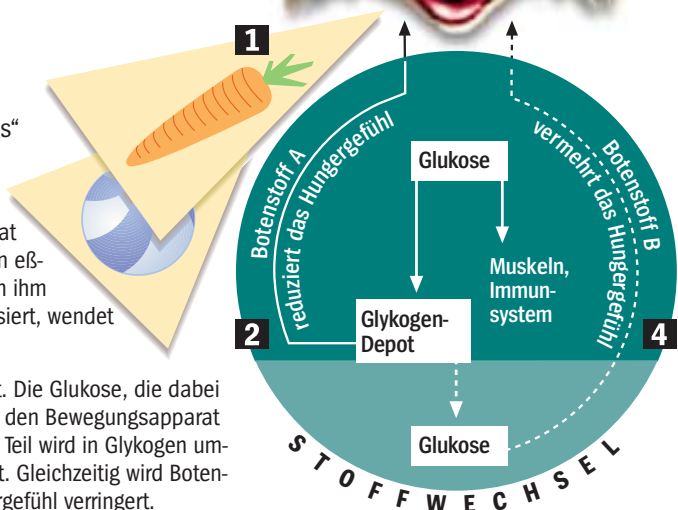 1
s“
at
n eß-
n ihm
siert, wendet
t. Die Glukose, die dabei
den Bewegungsapparat
Teil wird in Glykogen um-
t. Gleichzeitig wird Boten-
rgefühl verringert.
Botenstoff A
reduziert das Hungergefühl
Glukose
vermehrt das Hungergefühl
Botenstoff B
Muskeln,
Immun-
system
2
Glykogen-
Depot
4
Glukose
STOFFWECHSEL